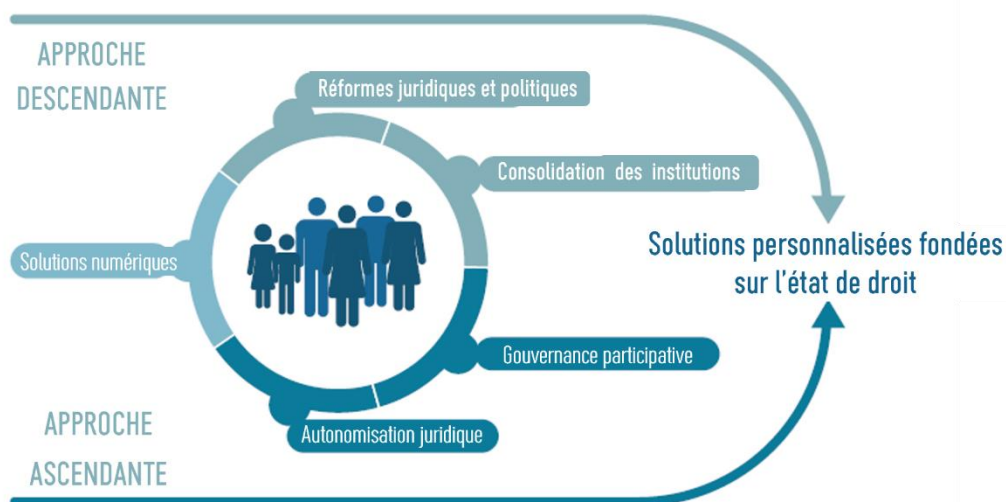 APPROCHE
DESCENDANTE
Réformes juridiques et politiques
Consolidation des institutions
Solutions numériques
Solutions personnalisées fondées
sur l'état de droit
Gouvernance participative
Autonomisation juridique
APPROCHE
ASCENDANTE